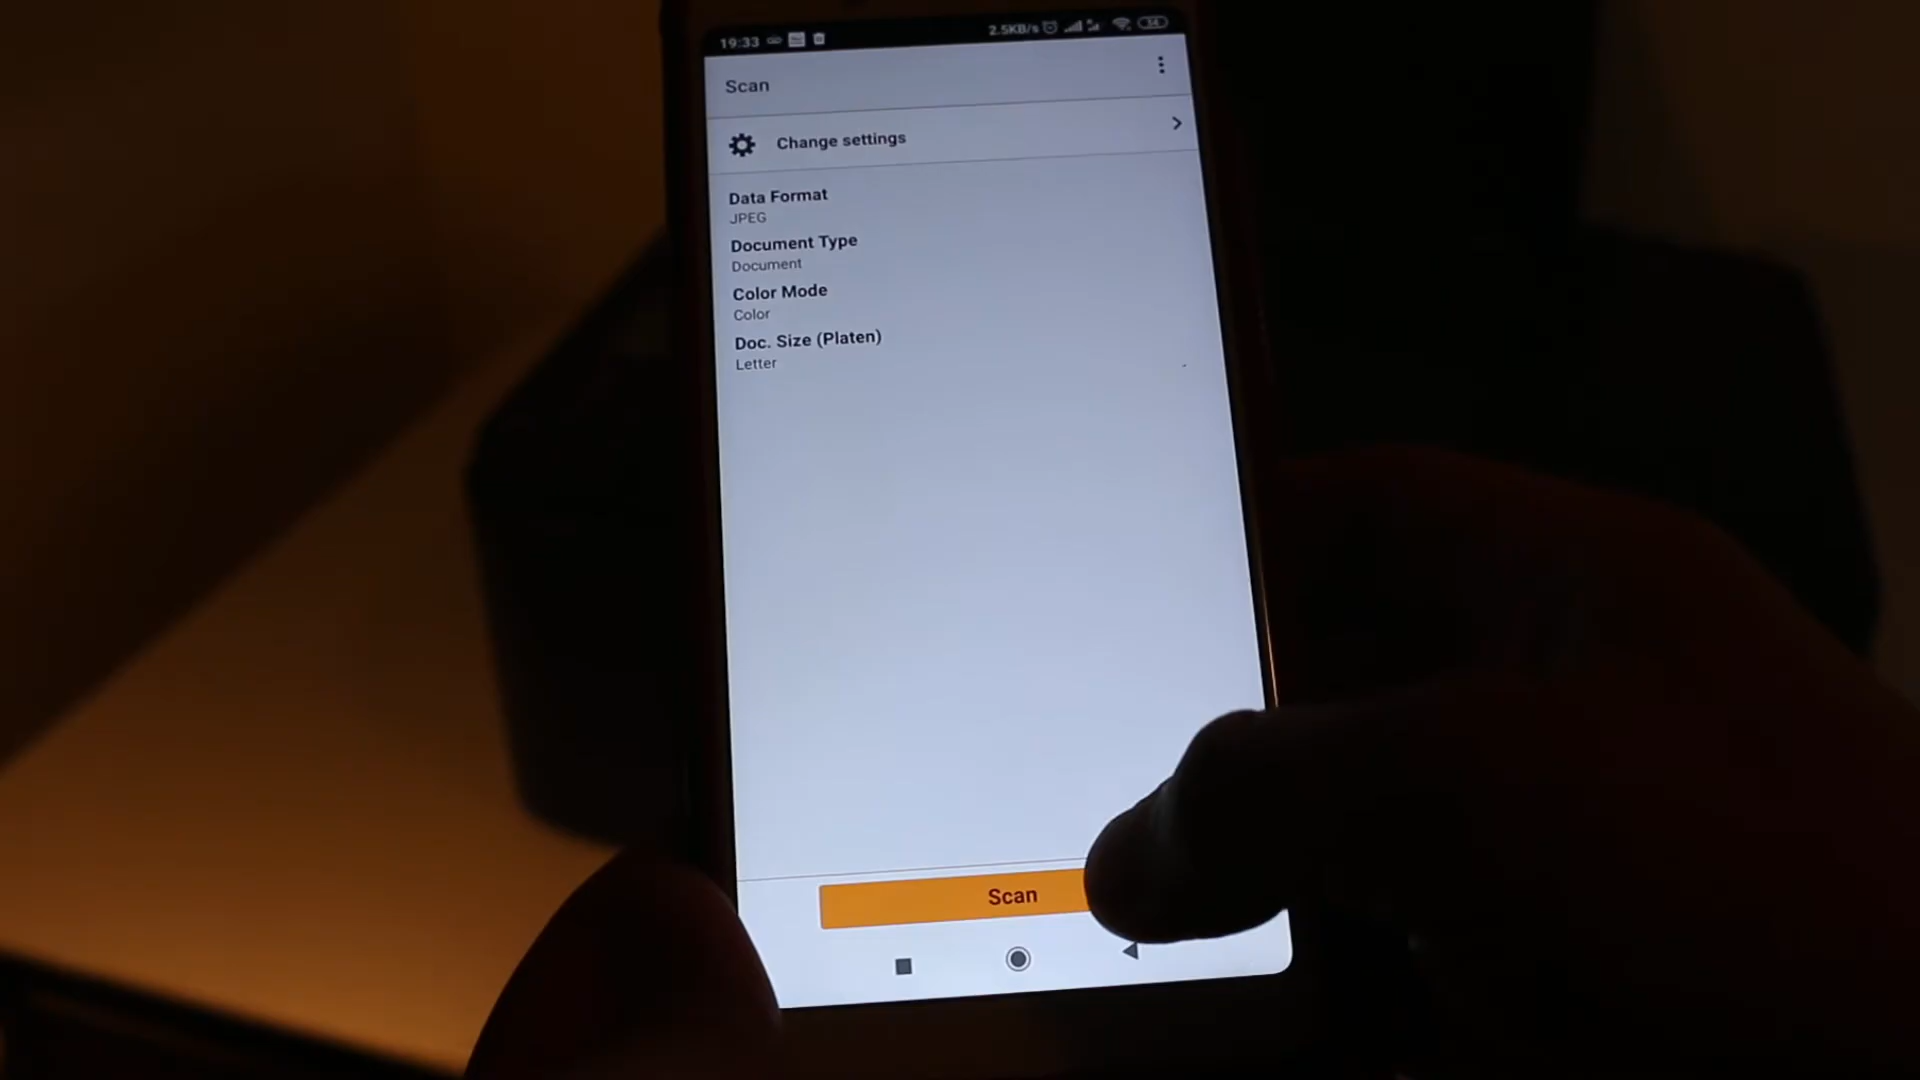 19:33
2.5KB/s
Scan
Change settings
Data Format
JPEG
Document Type
Document
Color Mode
Color
Doc. Size (Platen)
Letter
Scan